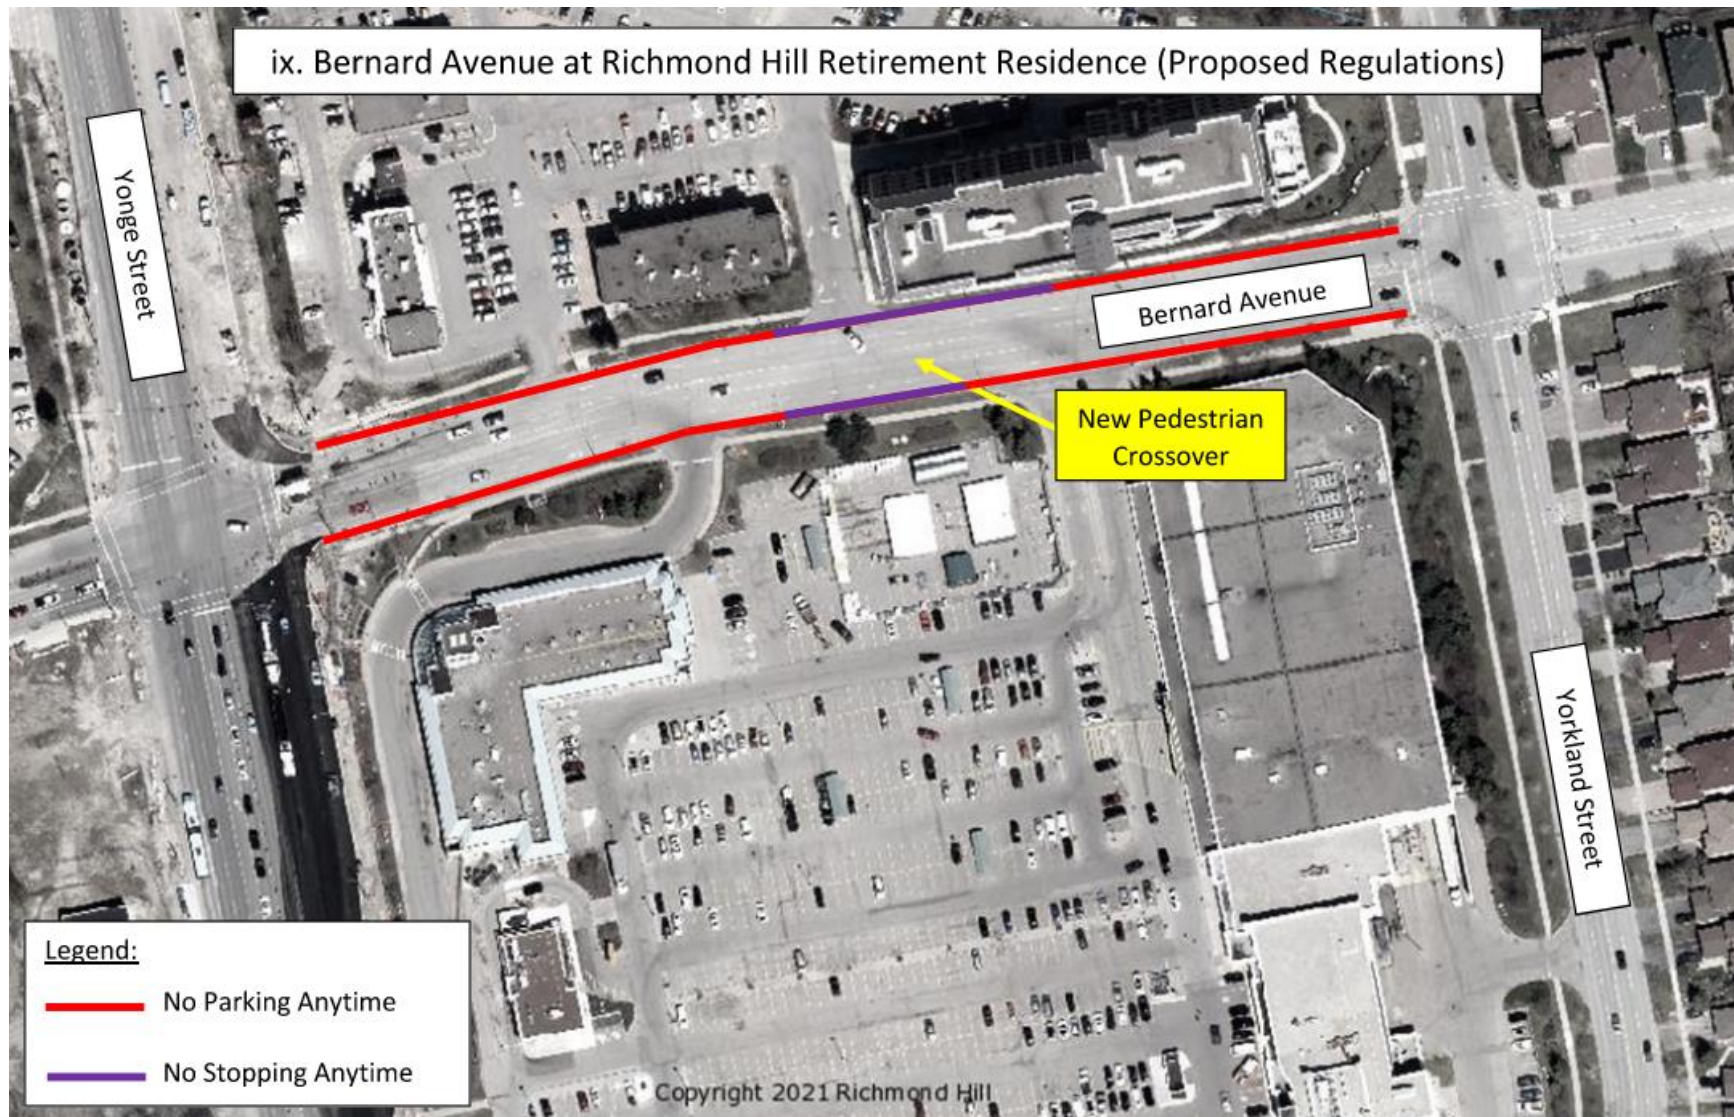 ix. Bernard Avenue at Richmond Hill Retirement Residence (Proposed Regulations)
Yonge Street
Bernard Avenue
New Pedestrian
Crossover
Yorkland Street
Legend:
No Parking Anytime
No Stopping Anytime
Copyright 2021 Richmond Hill